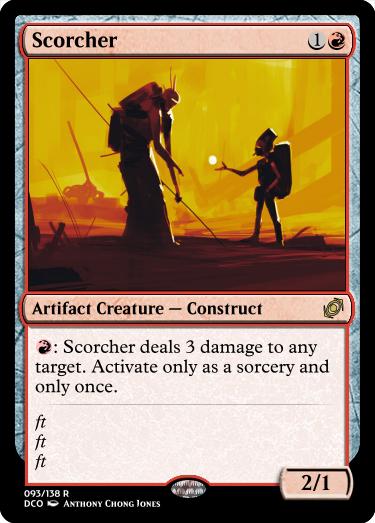 Scorcher 1
: Scorcher deals 3 damage to any
target. Activate only as a sorcery and
only once.
ft
ft
ft
Artifact Creature — Construct
2/1
093/138 R
DCO Anthony Chong Jones